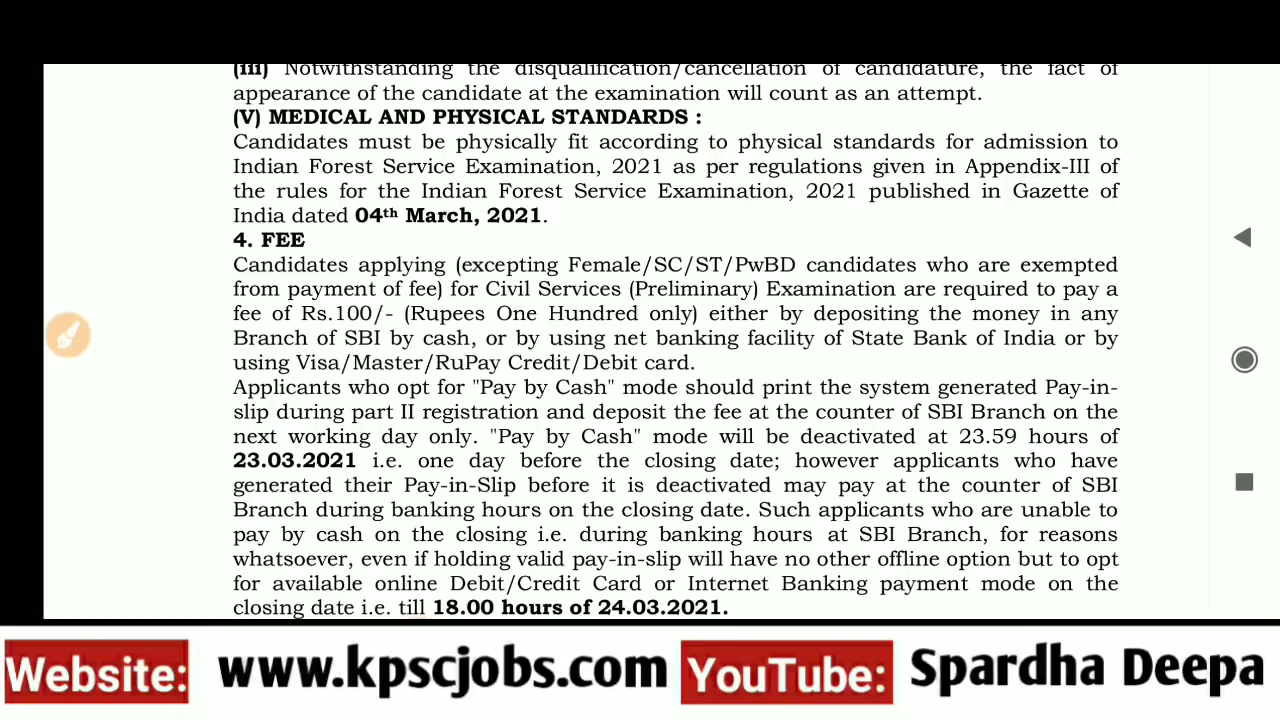 (iii) Notwithstanding the disqualification/cancellation of candidature, the fact of
appearance of the candidate at the examination will count as an attempt.
(V) MEDICAL AND PHYSICAL STANDARDS :
Candidates must be physically fit according to physical standards for admission to
Indian Forest Service Examination, 2021 as per regulations given in Appendix-III of
the rules for the Indian Forest Service Examination, 2021 published in Gazette of
India dated 04th March, 2021.
4. FEE
Candidates applying (excepting Female/SC/ST/PwBD candidates who are exempted
from payment of fee) for Civil Services (Preliminary) Examination are required to pay a
fee of Rs.100/- (Rupees One Hundred only) either by depositing the money in any
Branch of SBI by cash, or by using net banking facility of State Bank of India or by
using Visa/Master/RuPay Credit/Debit card.
Applicants who opt for "Pay by Cash" mode should print the system generated Pay-in-
slip during part II registration and deposit the fee at the counter of SBI Branch on the
next working day only. "Pay by Cash" mode will be deactivated at 23.59 hours of
23.03.2021 i.e. one day before the closing date; however applicants who have
generated their Pay-in-Slip before it is deactivated may pay at the counter of SBI
Branch during banking hours on the closing date. Such applicants who are unable to
pay by cash on the closing i.e. during banking hours at SBI Branch, for reasons
whatsoever, even if holding valid pay-in-slip will have no other offline option but to opt
for available online Debit/Credit Card or Internet Banking payment mode on the
closing date i.e. till 18.00 hours of 24.03.2021.
Website: www.kpscjobs.com YouTube: Spardha Deepa